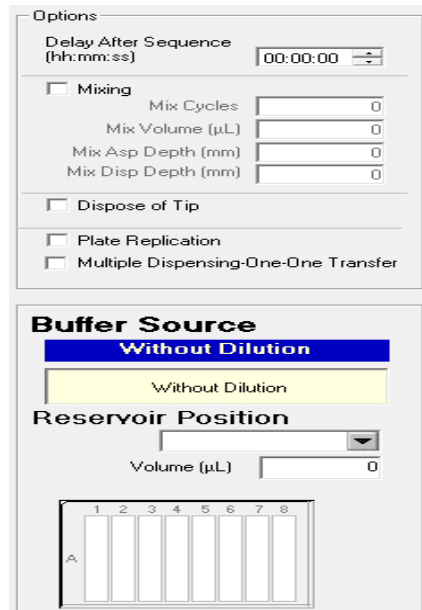 Options
Delay After Sequence
(hh:mm:ss) 00:00:00
Mixing
Mix Cycles 0
Mix Volume (µL) 0
Mix Asp Depth (mm) 0
Mix Disp Depth (mm) 0
Dispose of Tip
Plate Replication
Multiple Dispensing-One-One Transfer
Buffer Source
Without Dilution
Without Dilution
Reservoir Position
Volume (µL) 0
1 2 3 4 5 6 7 8
A